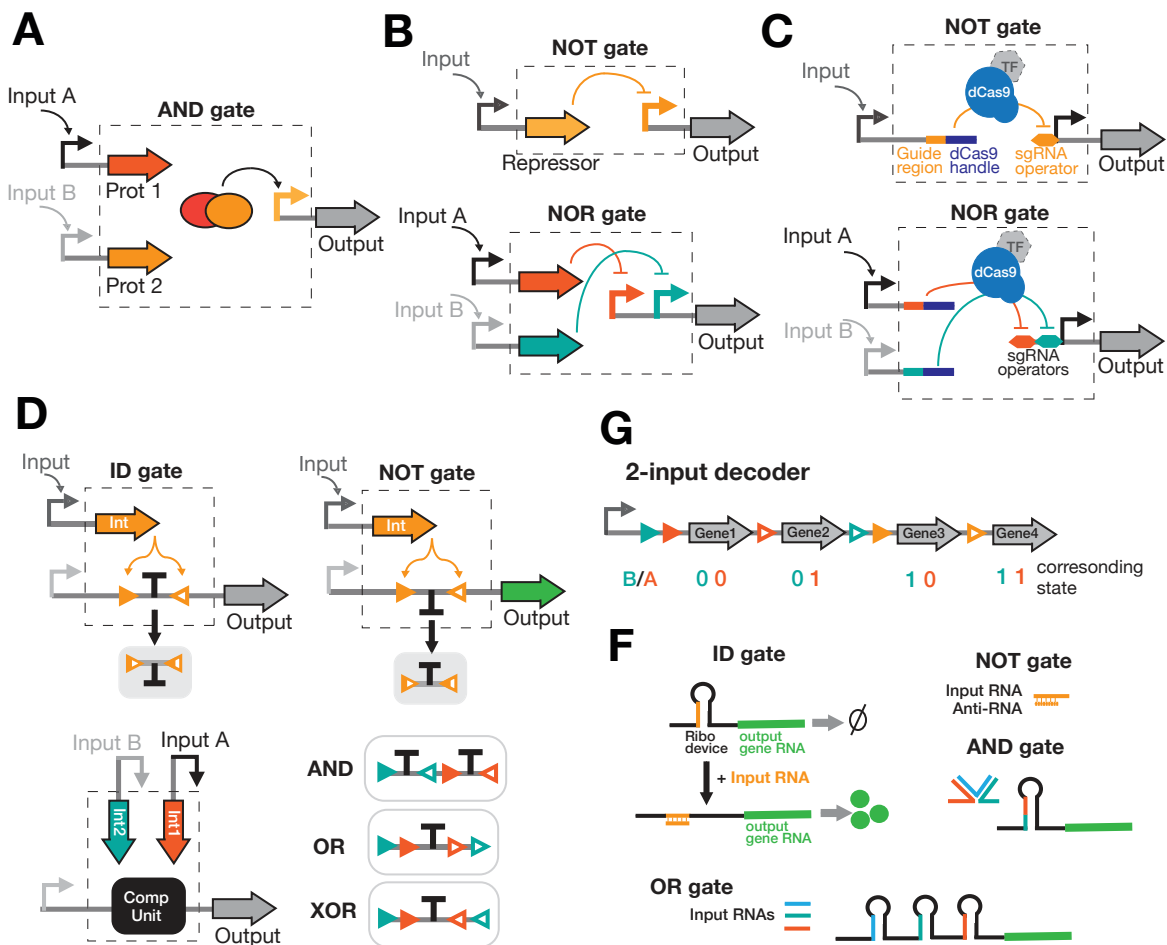 A
Input A
AND gate
Prot 1
Input B
Prot 2
Output
B
NOT gate
Input
Repressor
Output
NOR gate
Input A
Input B
Output
C
NOT gate
Input
TF
dCas9
Guide
region
dCas9
handle
sgRNA
operator
Output
NOR gate
Input A
TF
dCas9
Input B
sgRNA
operators
Output
D
ID gate
Input
Int
Output
NOT gate
Input
Int
Output
Input B
Input A
Int2
Int1
Comp
Unit
Output
AND
OR
XOR
G
2-input decoder
Gene1
Gene2
Gene3
Gene4
B/A
0 0
0 1
1 0
1 1
corresonding
state
F
ID gate
Ribo
device
output
gene RNA
+ Input RNA
output
gene RNA
NOT gate
Input RNA
Anti-RNA
AND gate
OR gate
Input RNAs